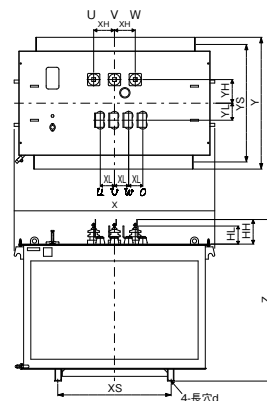 U V W
XH XH
YH
YL
YS
Y
XL XL XL
u v w o
X
HL
HH
Z
XS
4-長穴d